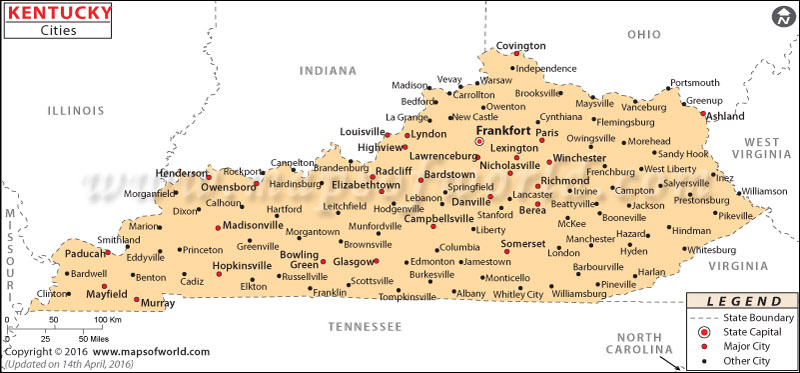 KENTUCKY
Cities
N
OHIO
INDIANA
ILLINOIS
WEST
VIRGINIA
VIRGINIA
MISSOURI
TENNESSEE
NORTH
CAROLINA
www.mapsofworld.com
Covington
Independence
Vevay
Warsaw
Madison
Carrollton
Brooksville
Portsmouth
Bedford
Owenton
Maysville
Vanceburg
Greenup
La Grange
New Castle
Cynthiana
Flemingsburg
Ashland
Louisville
Lyndon
Frankfort
Paris
Owingsville
Morehead
Highview
Lexington
Lawrenceburg
Winchester
Sandy Hook
Cannelton
Brandenburg
Radcliff
Bardstown
Nicholasville
Frenchburg
West Liberty
Henderson
Rockport
Inez
Owensboro
Hardinsburg
Elizabethtown
Springfield
Richmond
Irvine
Campton
Salyersville
Williamson
Morganfield
Calhoun
Leitchfield
Hodgenville
Lebanon
Danville
Lancaster
Beattyville
Jackson
Prestonsburg
Dixon
Hartford
Stanford
Berea
Booneville
Pikeville
Marion
Madisonville
Morgantown
Munfordville
Campbellsville
Liberty
McKee
Hazard
Hindman
Smithland
Greenville
Brownsville
Columbia
Somerset
Manchester
Paducah
Eddyville
Princeton
London
Hyden
Whitesburg
Bardwell
Benton
Cadiz
Hopkinsville
Bowling
Green
Glasgow
Edmonton
Jamestown
Barbourville
Harlan
Russellville
Scottsville
Burkesville
Monticello
Pineville
Clinton
Mayfield
Murray
Elkton
Franklin
Tompkinsville
Albany
Whitley City
Williamsburg
0 50 100 Km
0 25 50 Miles
LEGEND
State Boundary
State Capital
Major City
Other City
Copyright © 2016 www.mapsofworld.com
(Updated on 14th April, 2016)